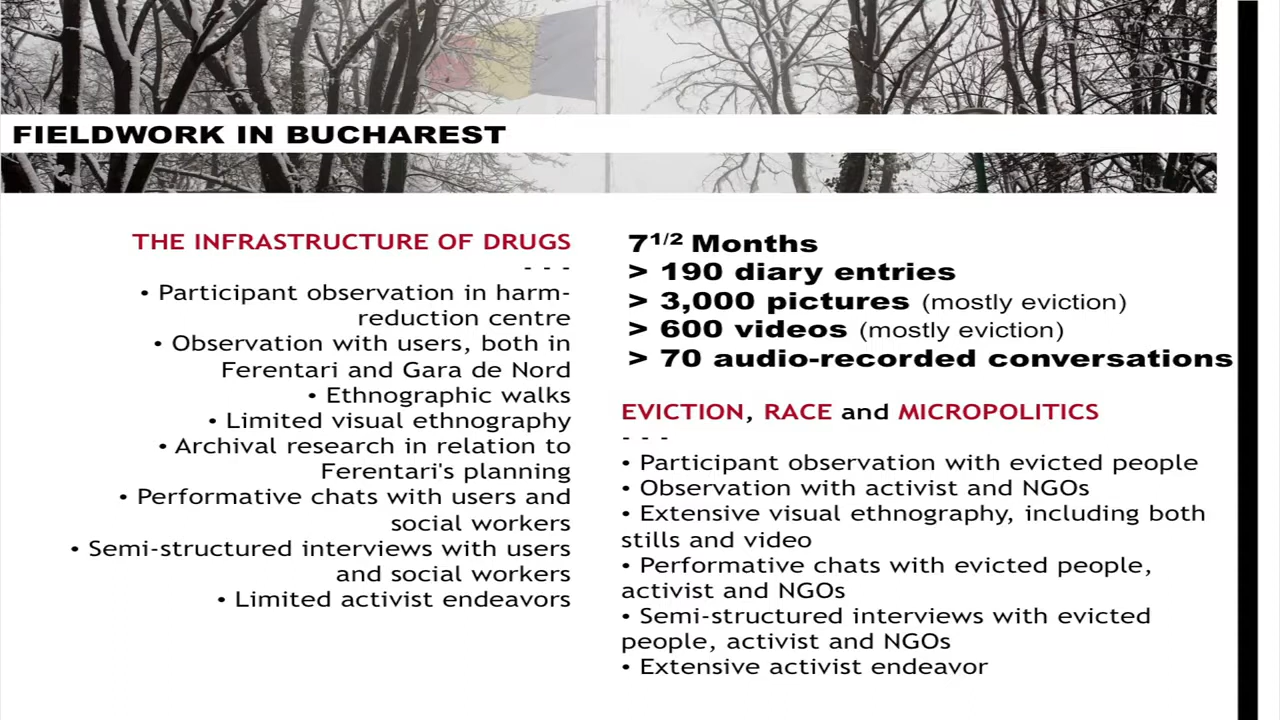 FIELDWORK IN BUCHAREST
THE INFRASTRUCTURE OF DRUGS
- - -
• Participant observation in harm-
reduction centre
• Observation with users, both in
Ferentari and Gara de Nord
• Ethnographic walks
• Limited visual ethnography
• Archival research in relation to
Ferentari's planning
• Performative chats with users and
social workers
• Semi-structured interviews with users
and social workers
• Limited activist endeavors
7 1/2 Months
> 190 diary entries
> 3,000 pictures (mostly eviction)
> 600 videos (mostly eviction)
> 70 audio-recorded conversations
EVICTION, RACE and MICROPOLITICS
- - -
• Participant observation with evicted people
• Observation with activist and NGOs
• Extensive visual ethnography, including both
stills and video
• Performative chats with evicted people,
activist and NGOs
• Semi-structured interviews with evicted
people, activist and NGOs
• Extensive activist endeavor